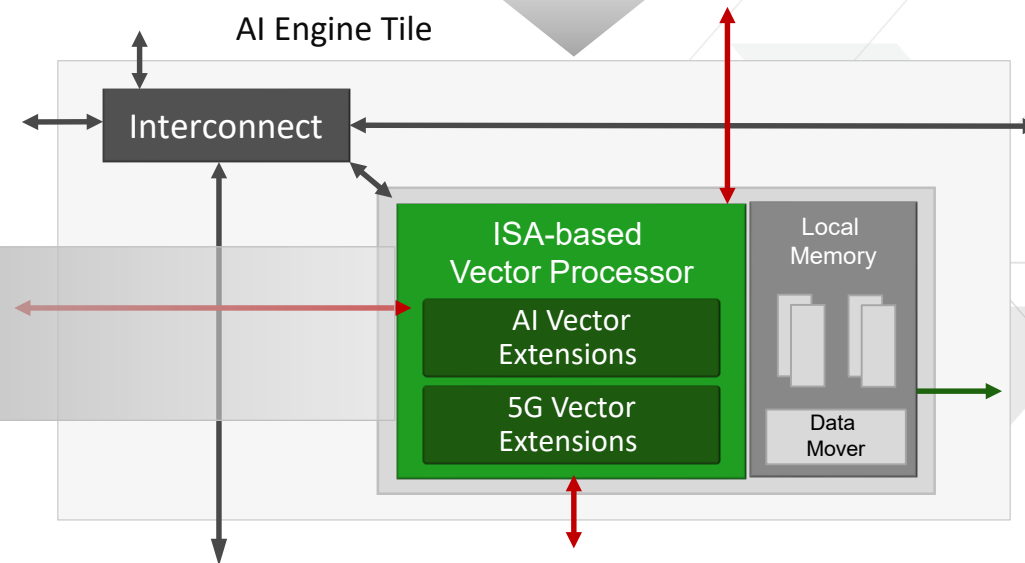 AI Engine Tile
Interconnect
ISA-based
Vector Processor
AI Vector
Extensions
5G Vector
Extensions
Local
Memory
Data
Mover